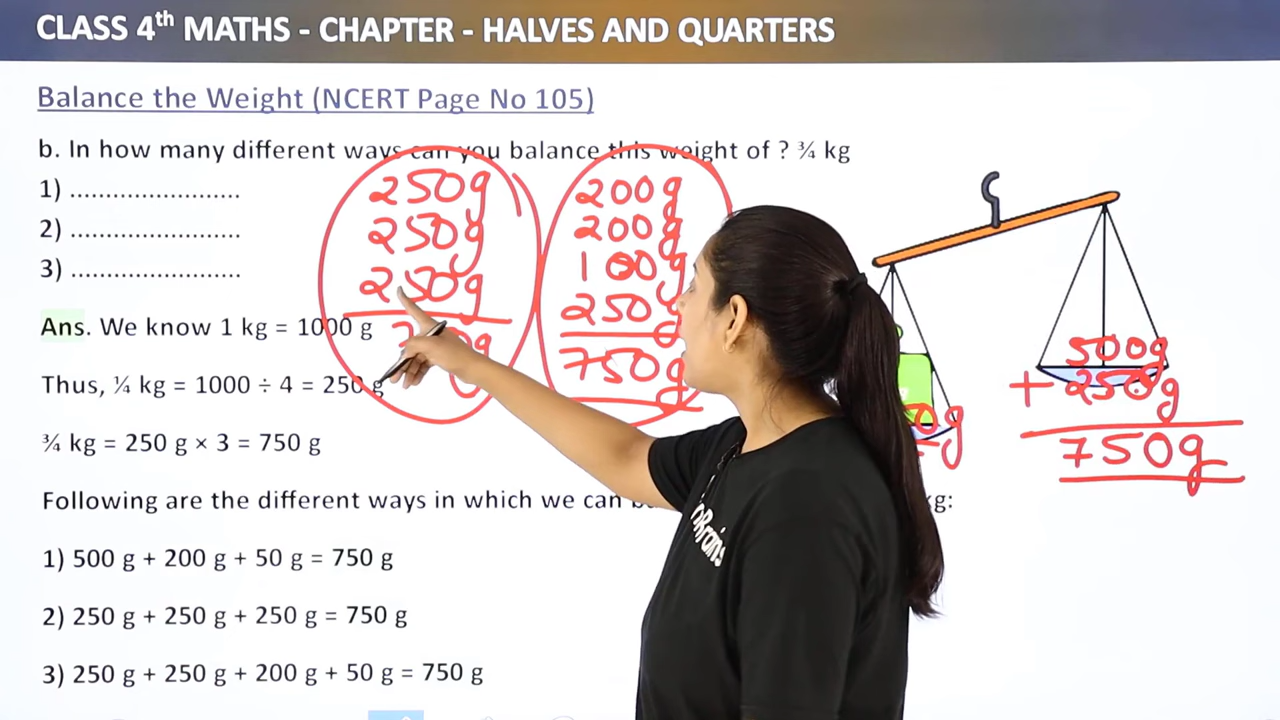 CLASS 4th MATHS - CHAPTER - HALVES AND QUARTERS
Balance the Weight (NCERT Page No 105)
b. In how many different ways can you balance this weight of ? ¾ kg
1) ........................
2) ........................
3) ........................
250g
250g
250g
200g
200g
100g
250g
750g
500g
+ 250g
750g
Ans. We know 1 kg = 1000 g
Thus, ¼ kg = 1000 ÷ 4 = 250 g
¾ kg = 250 g × 3 = 750 g
Following are the different ways in which we can kg:
1) 500 g + 200 g + 50 g = 750 g
2) 250 g + 250 g + 250 g = 750 g
3) 250 g + 250 g + 200 g + 50 g = 750 g